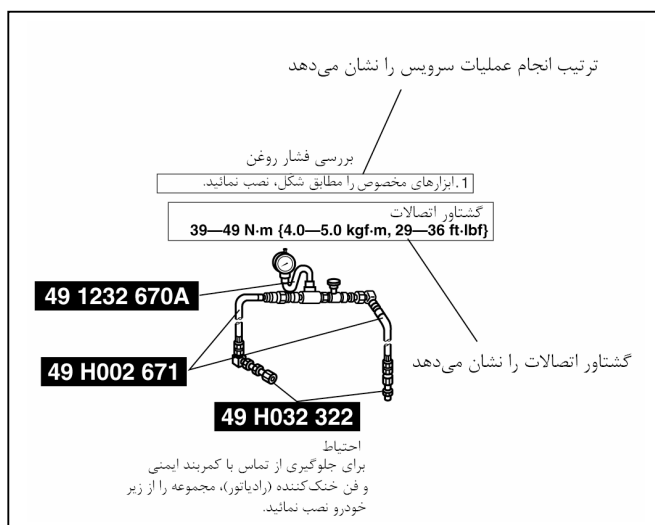 ترتیب انجام عملیات سرویس را نشان می‌دهد
بررسی فشار روغن
1.ابزارهای مخصوص را مطابق شکل، نصب نمائید.
گشتاور اتصالات
39—49 N·m {4.0—5.0 kgf·m, 29—36 ft·lbf}
49 1232 670A
گشتاور اتصالات را نشان می‌دهد
49 H002 671
49 H032 322
احتیاط
برای جلوگیری از تماس با کمربند ایمنی
و فن خنک‌کننده (رادیاتور)، مجموعه را از زیر
خودرو نصب نمائید.